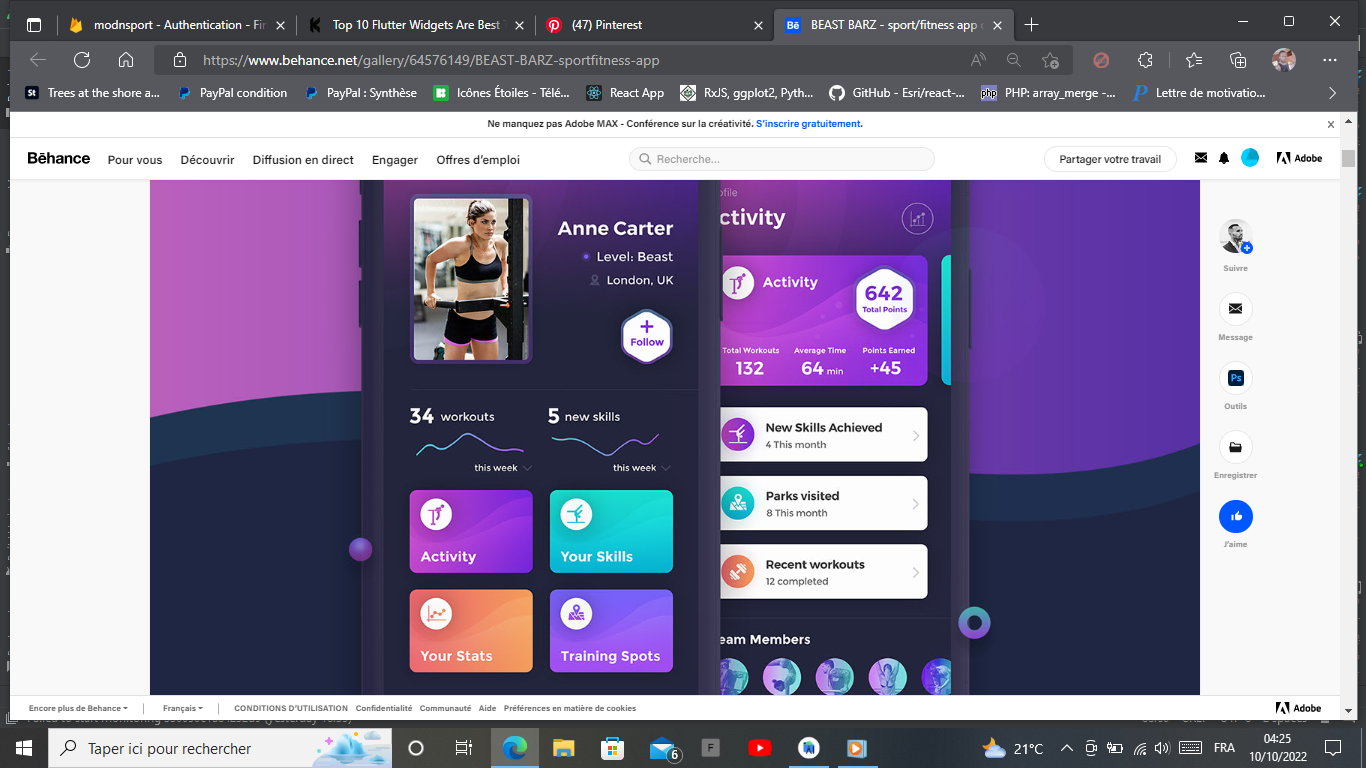 modnsport - Authentication - Fir
Top 10 Flutter Widgets Are Best
(47) Pinterest
Bē
BEAST BARZ - sport/fitness app
https://www.behance.net/gallery/64576149/BEAST-BARZ-sportfitness-app
St Trees at the shore a...
PayPal condition
PayPal : Synthèse
Icônes Étoiles - Télé...
React App
RxJS, ggplot2, Pyth...
GitHub - Esri/react-...
php PHP: array_merge -...
Lettre de motivatio...
Ne manquez pas Adobe MAX - Conférence sur la créativité. S'inscrire gratuitement.
Bēhance
Pour vous
Découvrir
Diffusion en direct
Engager
Offres d'emploi
Recherche...
Partager votre travail
Adobe
Anne Carter
Level: Beast
London, UK
+
Follow
34 workouts
this week
5 new skills
this week
Activity
Your Skills
Your Stats
Training Spots
ofile
ctivity
Activity
642
Total Points
Total Workouts
132
Average Time
64 min
Points Earned
+45
New Skills Achieved
4 This month
Parks visited
8 This month
Recent workouts
12 completed
eam Members
Suivre
Message
Ps
Outils
Enregistrer
J'aime
Encore plus de Behance
Français
CONDITIONS D'UTILISATION
Confidentialité
Communauté
Aide
Préférences en matière de cookies
Adobe
Taper ici pour rechercher
6
F
21°C
FRA
04:25
10/10/2022